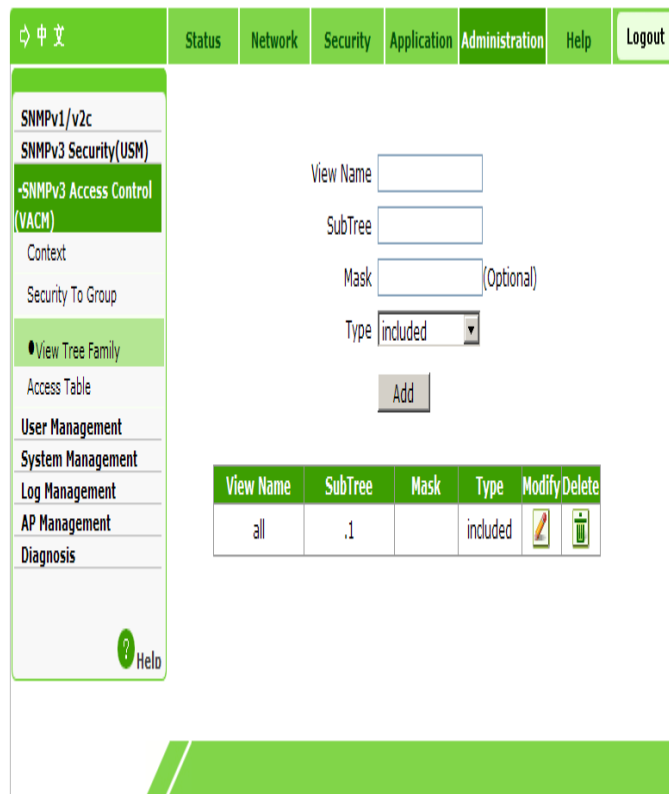 中文
Status Network Security Application Administration Help Logout
SNMPv1/v2c
SNMPv3 Security(USM)
-SNMPv3 Access Control
(VACM)
Context
Security To Group
View Tree Family
Access Table
User Management
System Management
Log Management
AP Management
Diagnosis
Help
View Name
SubTree
Mask (Optional)
Type included
Add
View Name SubTree Mask Type Modify Delete
all .1 included